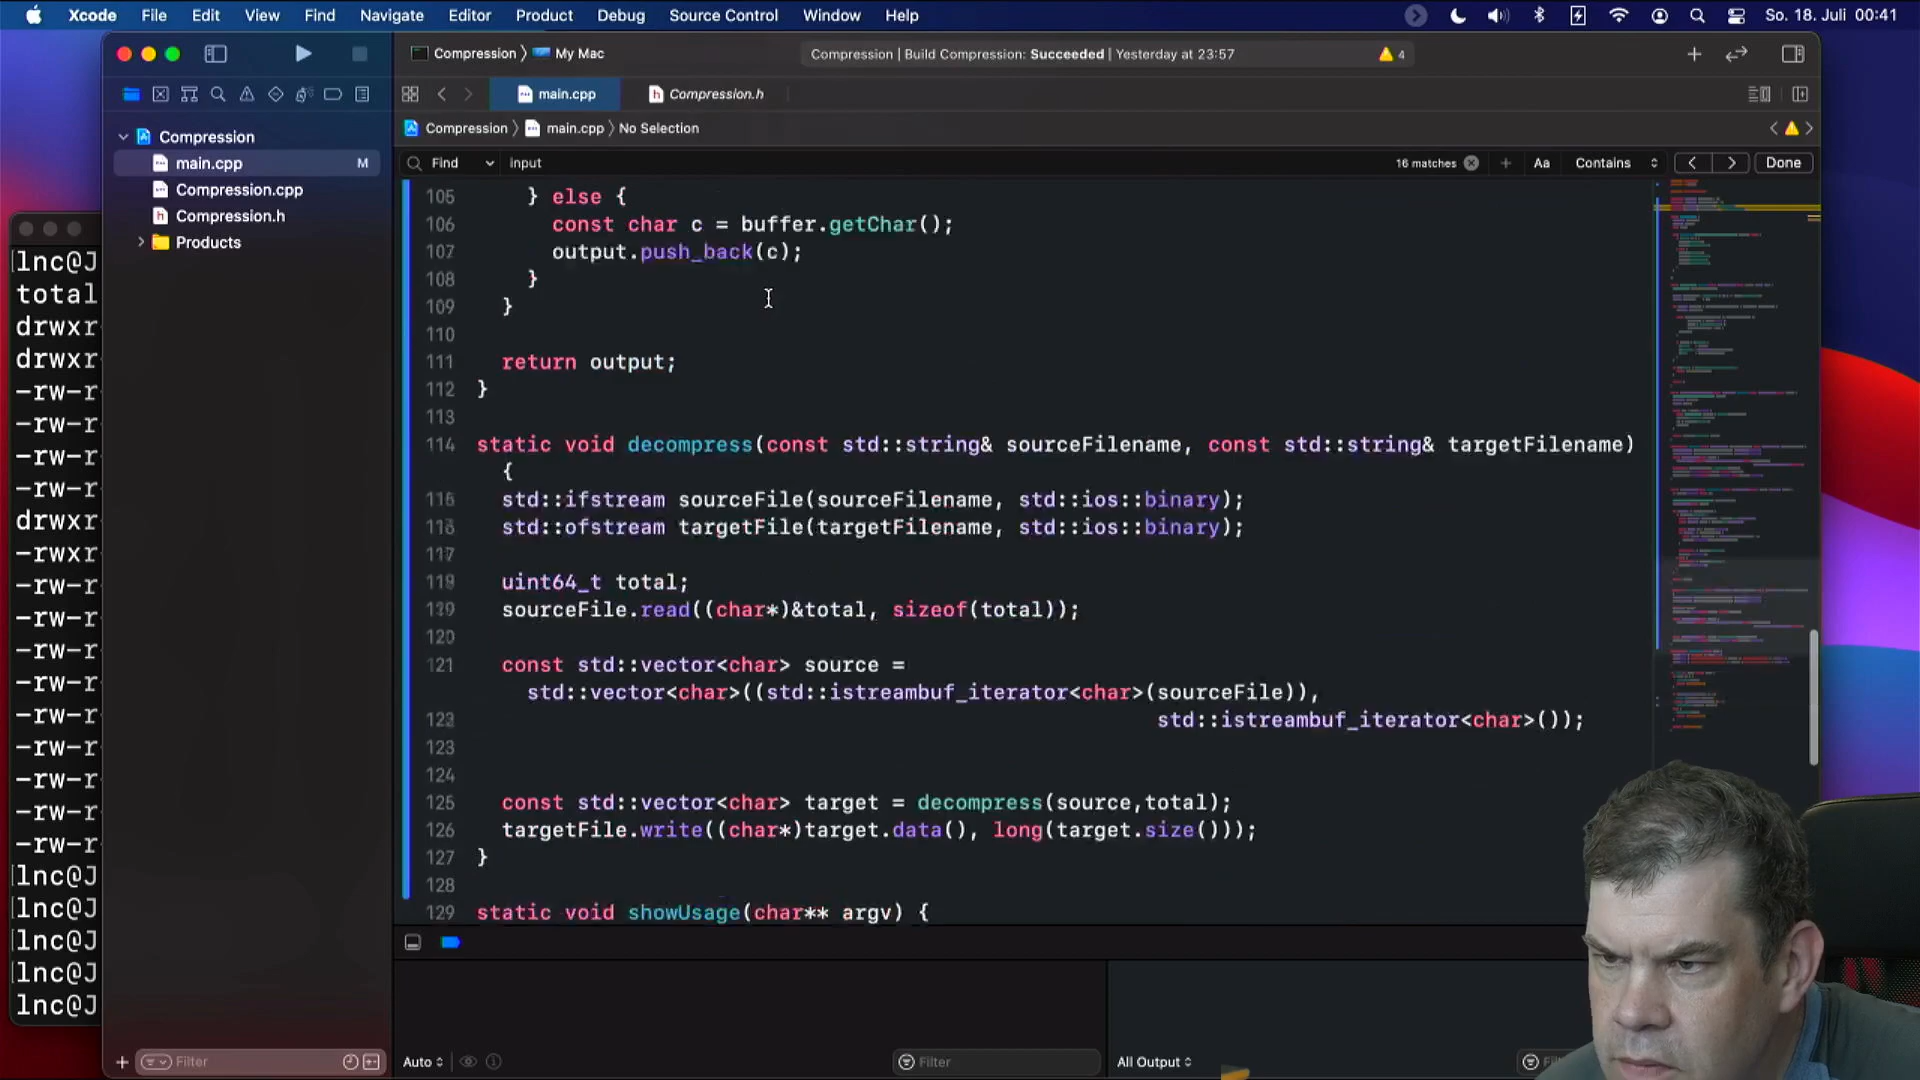 Xcode File Edit View Find Navigate Editor Product Debug Source Control Window Help So. 18. Juli 00:41
Compression My Mac Compression | Build Compression: Succeeded | Yesterday at 23:57 4
main.cpp Compression.h
Compression main.cpp No Selection
Find input 16 matches Aa Contains Done
Compression
main.cpp M
Compression.cpp
Compression.h
Products
lnc@J
total
drwxr
drwxr
-rw-r
-rw-r
-rw-r
-rw-r
drwxr
-rwxr
-rw-r
-rw-r
-rw-r
-rw-r
-rw-r
-rw-r
-rw-r
-rw-r
-rw-r
lnc@J
lnc@J
lnc@J
lnc@J
lnc@J
105 } else {
106 const char c = buffer.getChar();
107 output.push_back(c);
108 }
109 }
110
111 return output;
112 }
113
114 static void decompress(const std::string& sourceFilename, const std::string& targetFilename)
{
std::ifstream sourceFile(sourceFilename, std::ios::binary);
std::ofstream targetFile(targetFilename, std::ios::binary);
117
uint64_t total;
sourceFile.read((char*)&total, sizeof(total));
120
121 const std::vector<char> source =
std::vector<char>((std::istreambuf_iterator<char>(sourceFile)),
std::istreambuf_iterator<char>());
123
124
125 const std::vector<char> target = decompress(source,total);
126 targetFile.write((char*)target.data(), long(target.size()));
127 }
128
129 static void showUsage(char** argv) {
Filter Auto Filter All Output